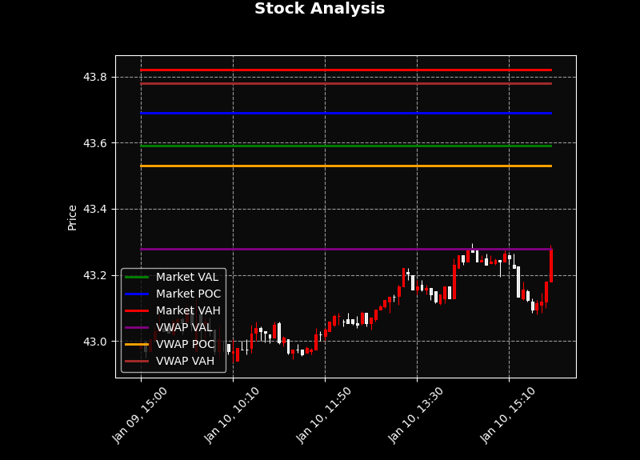 Stock Analysis
43.8
43.6
43.4
43.2
43.0
Price
Market VAL
Market POC
Market VAH
VWAP VAL
VWAP POC
VWAP VAH
Jan 09, 15:00
Jan 10, 10:10
Jan 10, 11:50
Jan 10, 13:30
Jan 10, 15:10